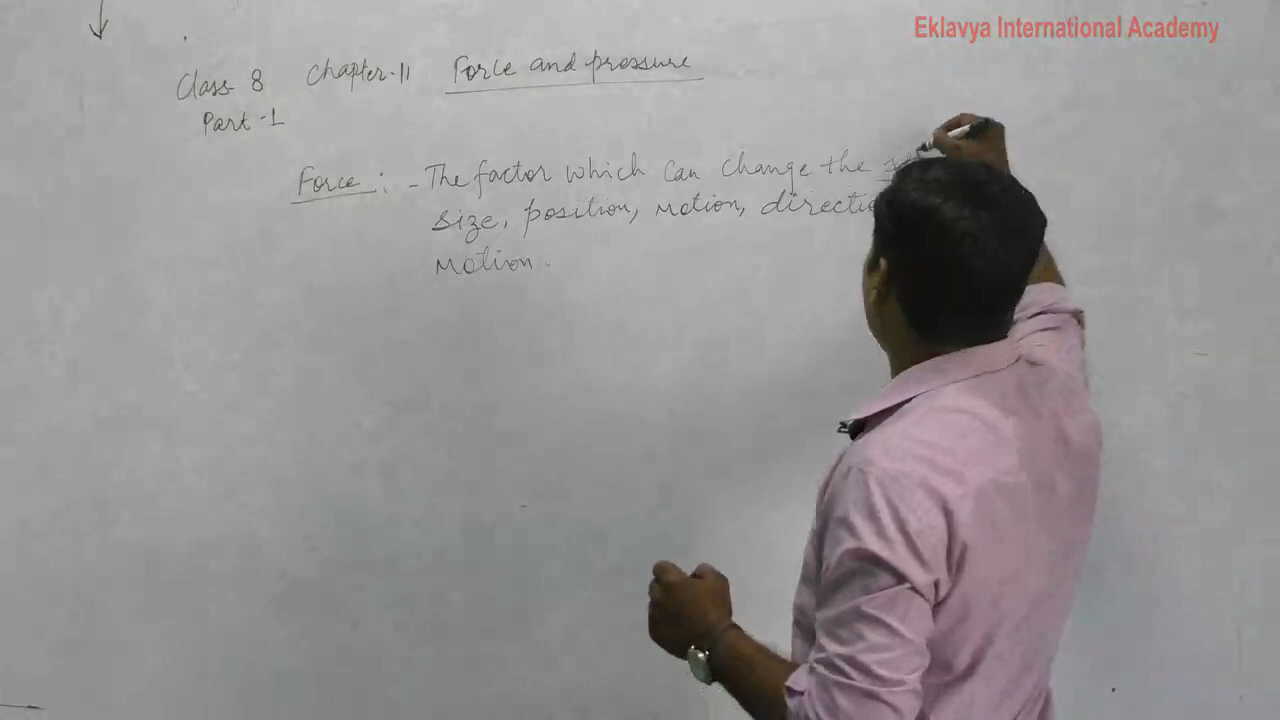 Eklavya International Academy
Class 8 Chapter-11 Force and pressure
Part-1
Force: - The factor which can change the
size, position, motion, directio
motion.